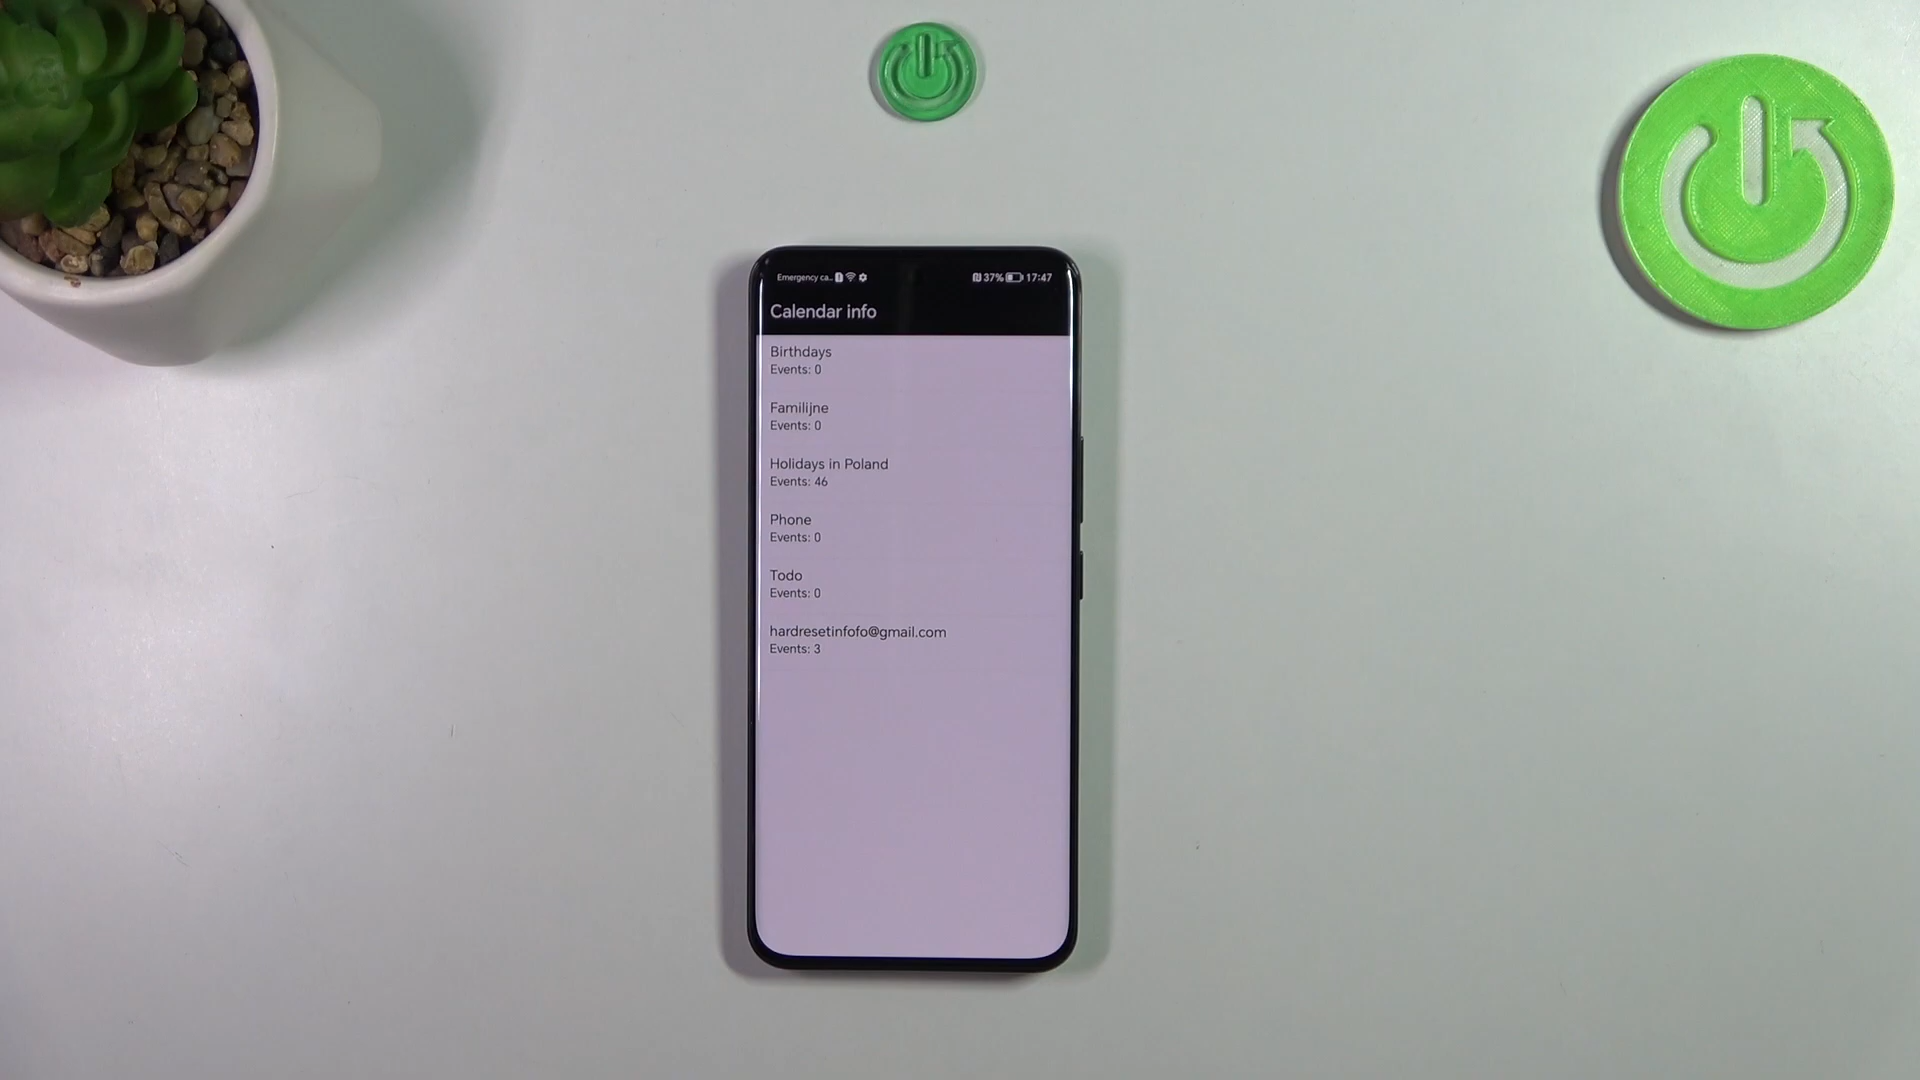 Emergency ca... 37% 17:47
Calendar info
Birthdays
Events: 0
Familijne
Events: 0
Holidays in Poland
Events: 46
Phone
Events: 0
Todo
Events: 0
hardresetinfofo@gmail.com
Events: 3